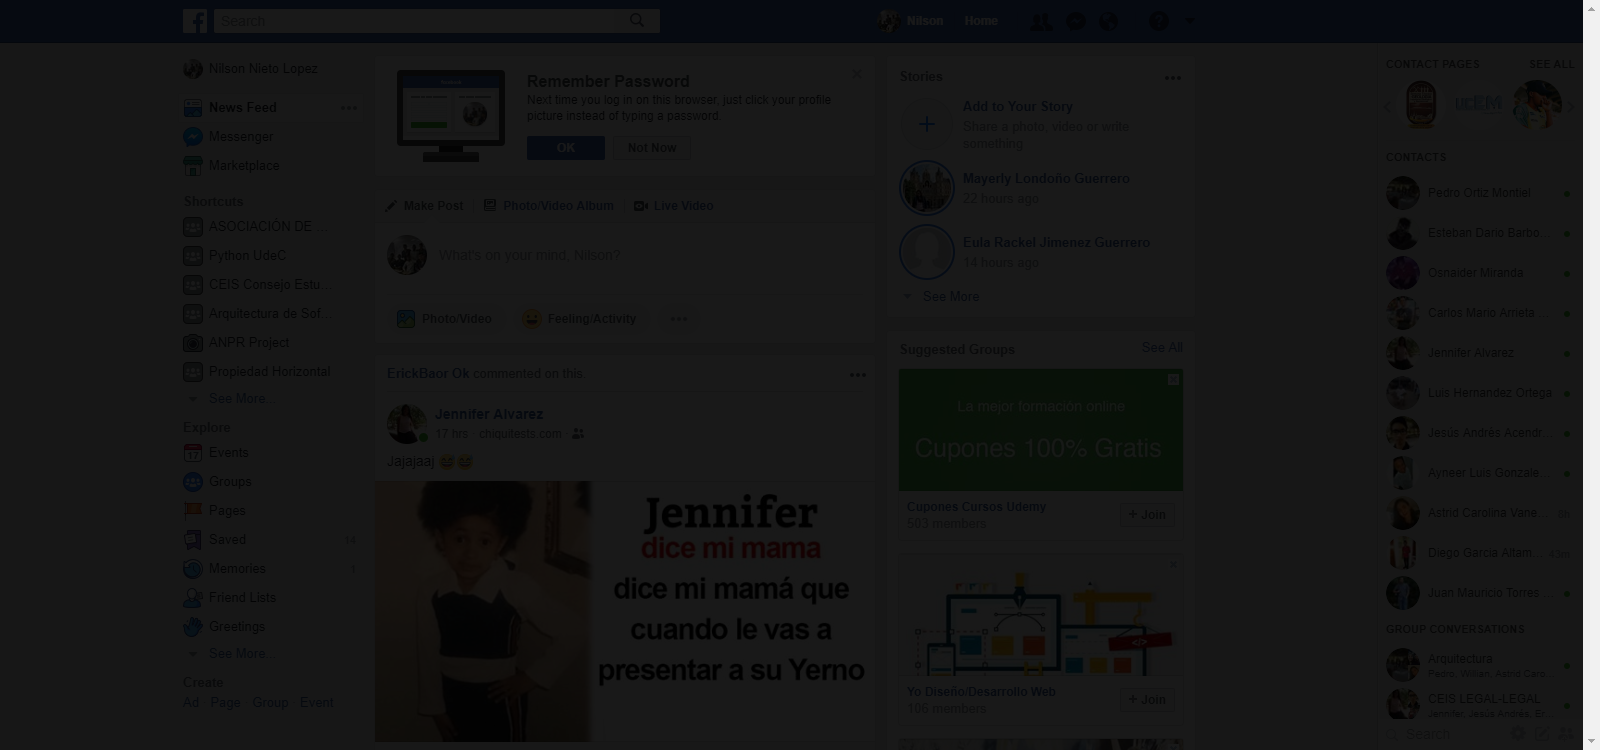 Search
Nilson
Home
Nilson Nieto Lopez
News Feed
Messenger
Marketplace
Shortcuts
ASOCIACIÓN DE ...
Python UdeC
CEIS Consejo Estu...
Arquitectura de Sof...
ANPR Project
Propiedad Horizontal
See More...
Explore
Events
Groups
Pages
Saved 14
Memories 1
Friend Lists
Greetings
See More...
Create
Ad Page Group Event
Remember Password
Next time you log in on this browser, just click your profile
picture instead of typing a password.
OK Not Now
Make Post Photo/Video Album Live Video
What's on your mind, Nilson?
Photo/Video Feeling/Activity
ErickBaor Ok commented on this.
Jennifer Alvarez
17 hrs · chiquitests.com
Jajajaaj 😅😅
Jennifer
dice mi mama
dice mi mamá que
cuando le vas a
presentar a su Yerno
Stories
Add to Your Story
Share a photo, video or write
something
Mayerly Londoño Guerrero
22 hours ago
Eula Rackel Jimenez Guerrero
14 hours ago
See More
Suggested Groups See All
La mejor formación online
Cupones 100% Gratis
Cupones Cursos Udemy
503 members
+ Join
</>
Yo Diseño/Desarrollo Web
106 members
+ Join
CONTACT PAGES SEE ALL
CONTACTS
Pedro Ortiz Montiel
Esteban Dario Barbo...
Osnaider Miranda
Carlos Mario Arrieta...
Jennifer Alvarez
Luis Hernandez Ortega
Jesús Andrés Acendr...
Ayneer Luis Gonzale...
Astrid Carolina Vane...
Diego Garcia Altam...
Juan Mauricio Torres...
GROUP CONVERSATIONS
Arquitectura
Pedro, Willian, Astrid Caro...
CEIS LEGAL-LEGAL
Jennifer, Jesús Andrés, Er...
Search